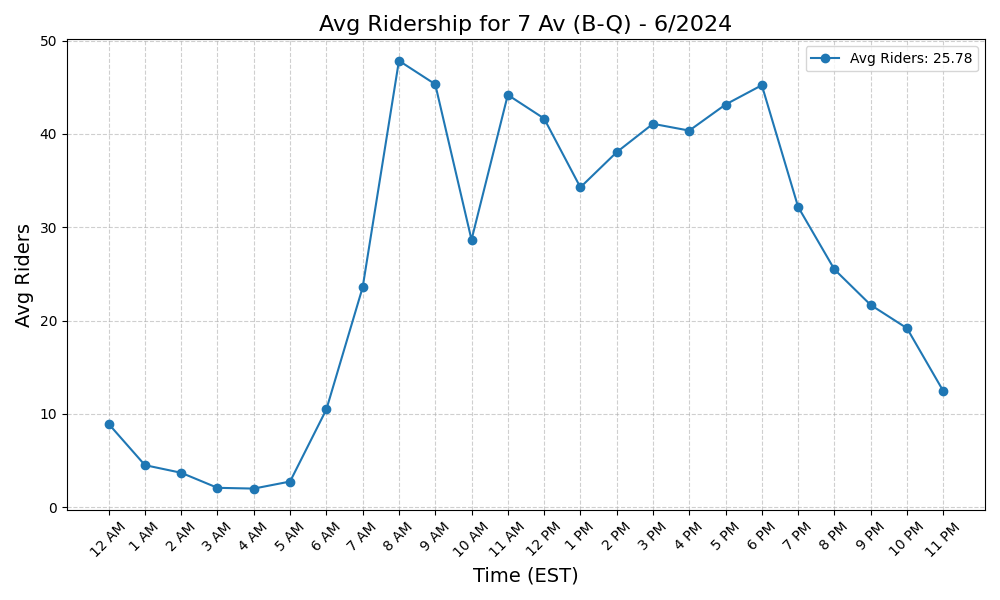 Avg Ridership for 7 Av (B-Q) - 6/2024
Avg Riders: 25.78
Avg Riders
50
40
30
20
10
0
12 AM
1 AM
2 AM
3 AM
4 AM
5 AM
6 AM
7 AM
8 AM
9 AM
10 AM
11 AM
12 PM
1 PM
2 PM
3 PM
4 PM
5 PM
6 PM
7 PM
8 PM
9 PM
10 PM
11 PM
Time (EST)